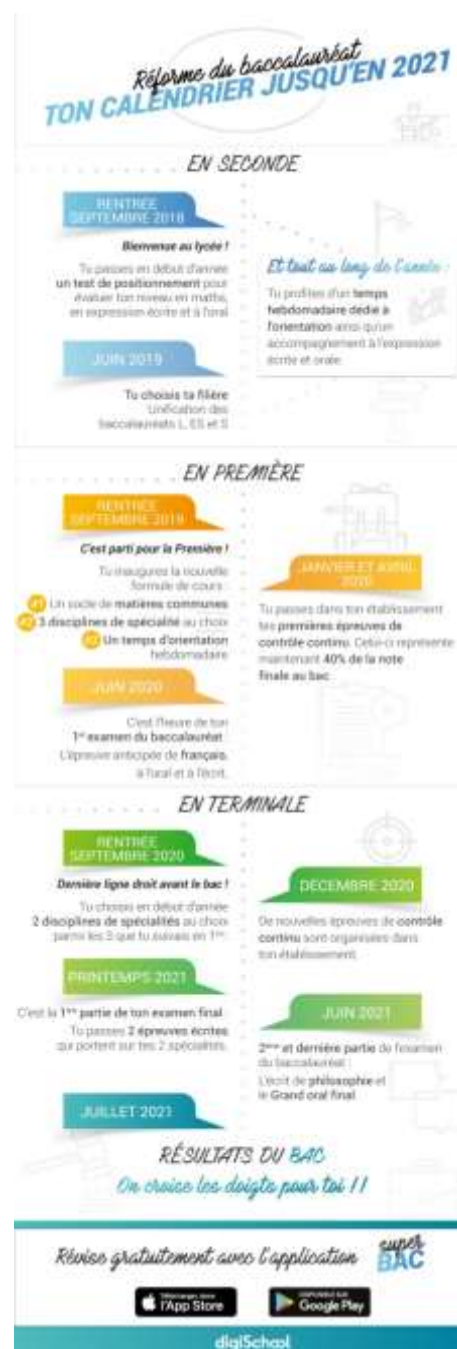 Réforme du baccalauréat
TON CALENDRIER JUSQU'EN 2021
EN SECONDE
RENTRÉE
SEPTEMBRE 2018
Bienvenue au lycée !
Tu passes en début d'année
un test de positionnement pour
évaluer ton niveau en maths,
en expression écrite et à l'oral
Et tout au long de l'année :
Tu profites d'un temps
hebdomadaire dédié à
l'orientation ainsi qu'un
accompagnement à l'expression
écrite et orale.
JUIN 2019
Tu choisis ta filière
Unification des
baccalauréats L, ES et S
EN PREMIÈRE
RENTRÉE
SEPTEMBRE 2019
C'est parti pour la Première !
Tu inaugures la nouvelle
formule de cours :
#1 Un socle de matières communes
#2 3 disciplines de spécialité au choix
#3 Un temps d'orientation
hebdomadaire
JANVIER ET AVRIL
2020
Tu passes dans ton établissement
tes premières épreuves de
contrôle continu. Celui-ci représente
maintenant 40% de la note
finale au bac.
JUIN 2020
C'est l'heure de ton
1er examen du baccalauréat
L'épreuve anticipée de français,
à l'oral et à l'écrit.
EN TERMINALE
RENTRÉE
SEPTEMBRE 2020
Dernière ligne droit avant le bac !
Tu choisis en début d'année
2 disciplines de spécialités au choix
parmi les 3 que tu suivais en 1ère.
DÉCEMBRE 2020
De nouvelles épreuves de contrôle
continu sont organisées dans
ton établissement.
PRINTEMPS 2021
C'est la 1ère partie de ton examen final.
Tu passes 2 épreuves écrites
qui portent sur tes 2 spécialités.
JUIN 2021
2ème et dernière partie de l'examen
du baccalauréat :
L'écrit de philosophie et
le Grand oral final
JUILLET 2021
RÉSULTATS DU BAC
On croise les doigts pour toi !!
Révise gratuitement avec l'application
super
BAC
Télécharger dans
l'App Store
DISPONIBLE SUR
Google Play
digiSchool